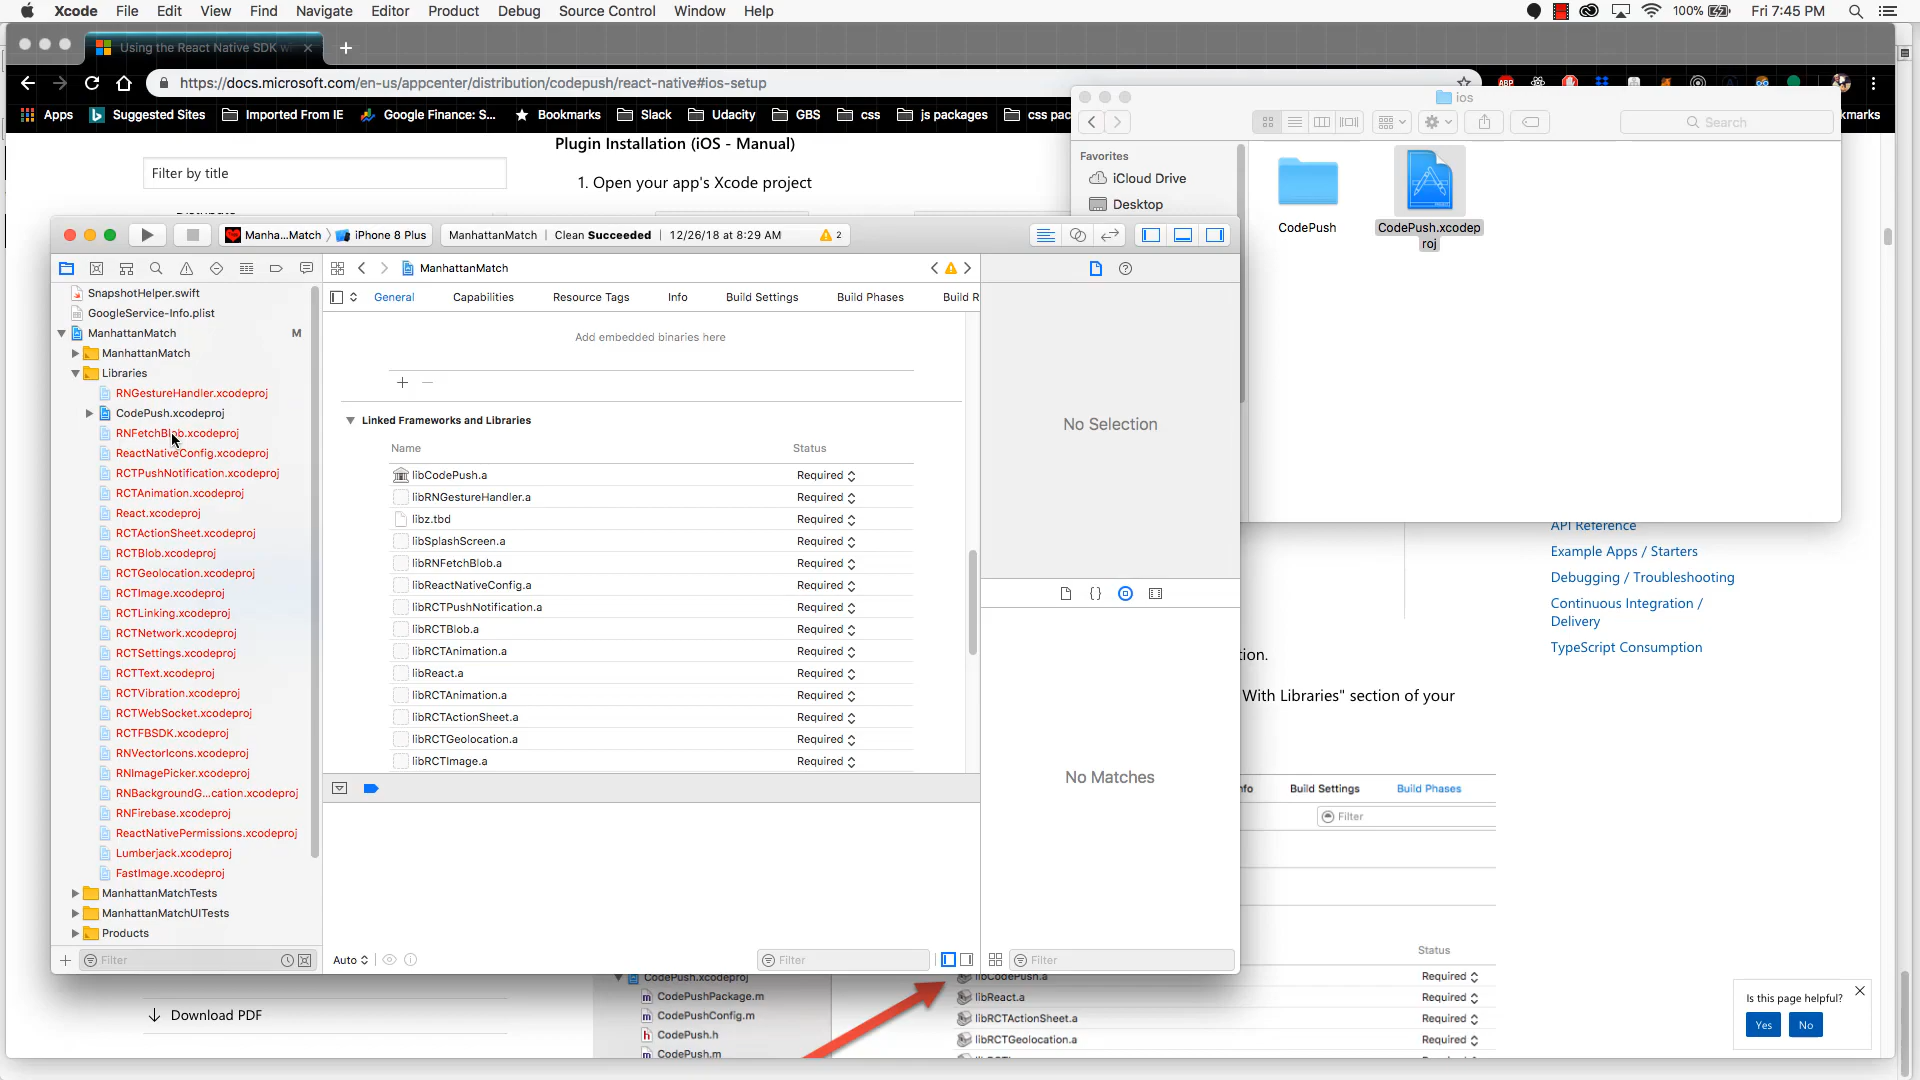 Xcode File Edit View Find Navigate Editor Product Debug Source Control Window Help
100% Fri 7:45 PM
Using the React Native SDK w
https://docs.microsoft.com/en-us/appcenter/distribution/codepush/react-native#ios-setup
ABP
Apps Suggested Sites Imported From IE Google Finance: S... Bookmarks Slack Udacity GBS css js packages css pac kmarks
ios
Search
Favorites
iCloud Drive
Desktop
CodePush
CodePush.xcodep
roj
Filter by title
Plugin Installation (iOS - Manual)
1. Open your app's Xcode project
Manha...Match iPhone 8 Plus
ManhattanMatch Clean Succeeded 12/26/18 at 8:29 AM 2
ManhattanMatch
General Capabilities Resource Tags Info Build Settings Build Phases Build R
SnapshotHelper.swift
GoogleService-Info.plist
ManhattanMatch M
ManhattanMatch
Libraries
RNGestureHandler.xcodeproj
CodePush.xcodeproj
RNFetchBlob.xcodeproj
ReactNativeConfig.xcodeproj
RCTPushNotification.xcodeproj
RCTAnimation.xcodeproj
React.xcodeproj
RCTActionSheet.xcodeproj
RCTBlob.xcodeproj
RCTGeolocation.xcodeproj
RCTImage.xcodeproj
RCTLinking.xcodeproj
RCTNetwork.xcodeproj
RCTSettings.xcodeproj
RCTText.xcodeproj
RCTVibration.xcodeproj
RCTWebSocket.xcodeproj
RCTFBSDK.xcodeproj
RNVectorIcons.xcodeproj
RNImagePicker.xcodeproj
RNBackgroundG...cation.xcodeproj
RNFirebase.xcodeproj
ReactNativePermissions.xcodeproj
Lumberjack.xcodeproj
FastImage.xcodeproj
ManhattanMatchTests
ManhattanMatchUITests
Products
Filter
Add embedded binaries here
Linked Frameworks and Libraries
Name Status
libCodePush.a Required
libRNGestureHandler.a Required
libz.tbd Required
libSplashScreen.a Required
libRNFetchBlob.a Required
libReactNativeConfig.a Required
libRCTPushNotification.a Required
libRCTBlob.a Required
libRCTAnimation.a Required
libReact.a Required
libRCTAnimation.a Required
libRCTActionSheet.a Required
libRCTGeolocation.a Required
libRCTImage.a Required
Auto
Filter
No Selection
No Matches
Filter
API Reference
Example Apps / Starters
Debugging / Troubleshooting
Continuous Integration /
Delivery
TypeScript Consumption
tion.
With Libraries" section of your
nfo Build Settings Build Phases
Filter
Status
libCodePush.a Required
libReact.a Required
libRCTActionSheet.a Required
libRCTGeolocation.a Required
CodePush.xcodeproj
CodePushPackage.m
CodePushConfig.m
CodePush.h
CodePush.m
Download PDF
Is this page helpful?
Yes No